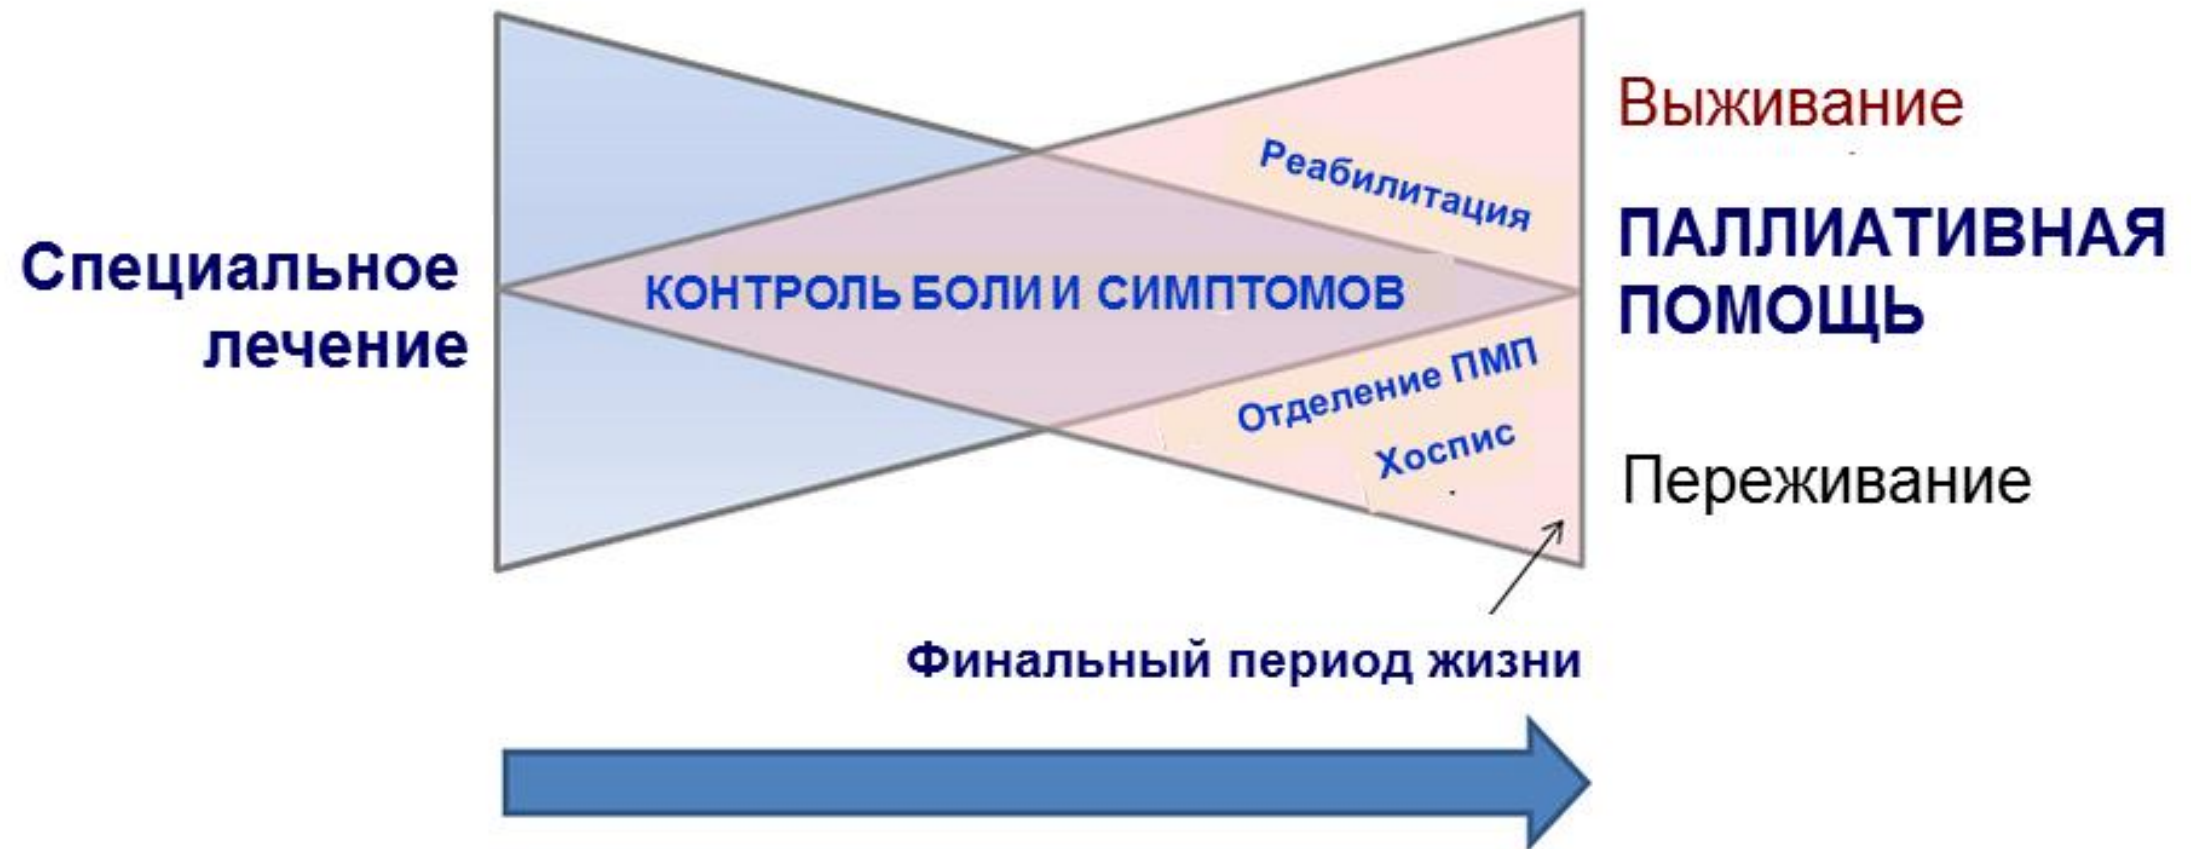 Специальное
лечение
КОНТРОЛЬ БОЛИ И СИМПТОМОВ
Реабилитация
Отделение ПМП
Хоспис
Выживание
ПАЛЛИАТИВНАЯ
ПОМОЩЬ
Переживание
Финальный период жизни